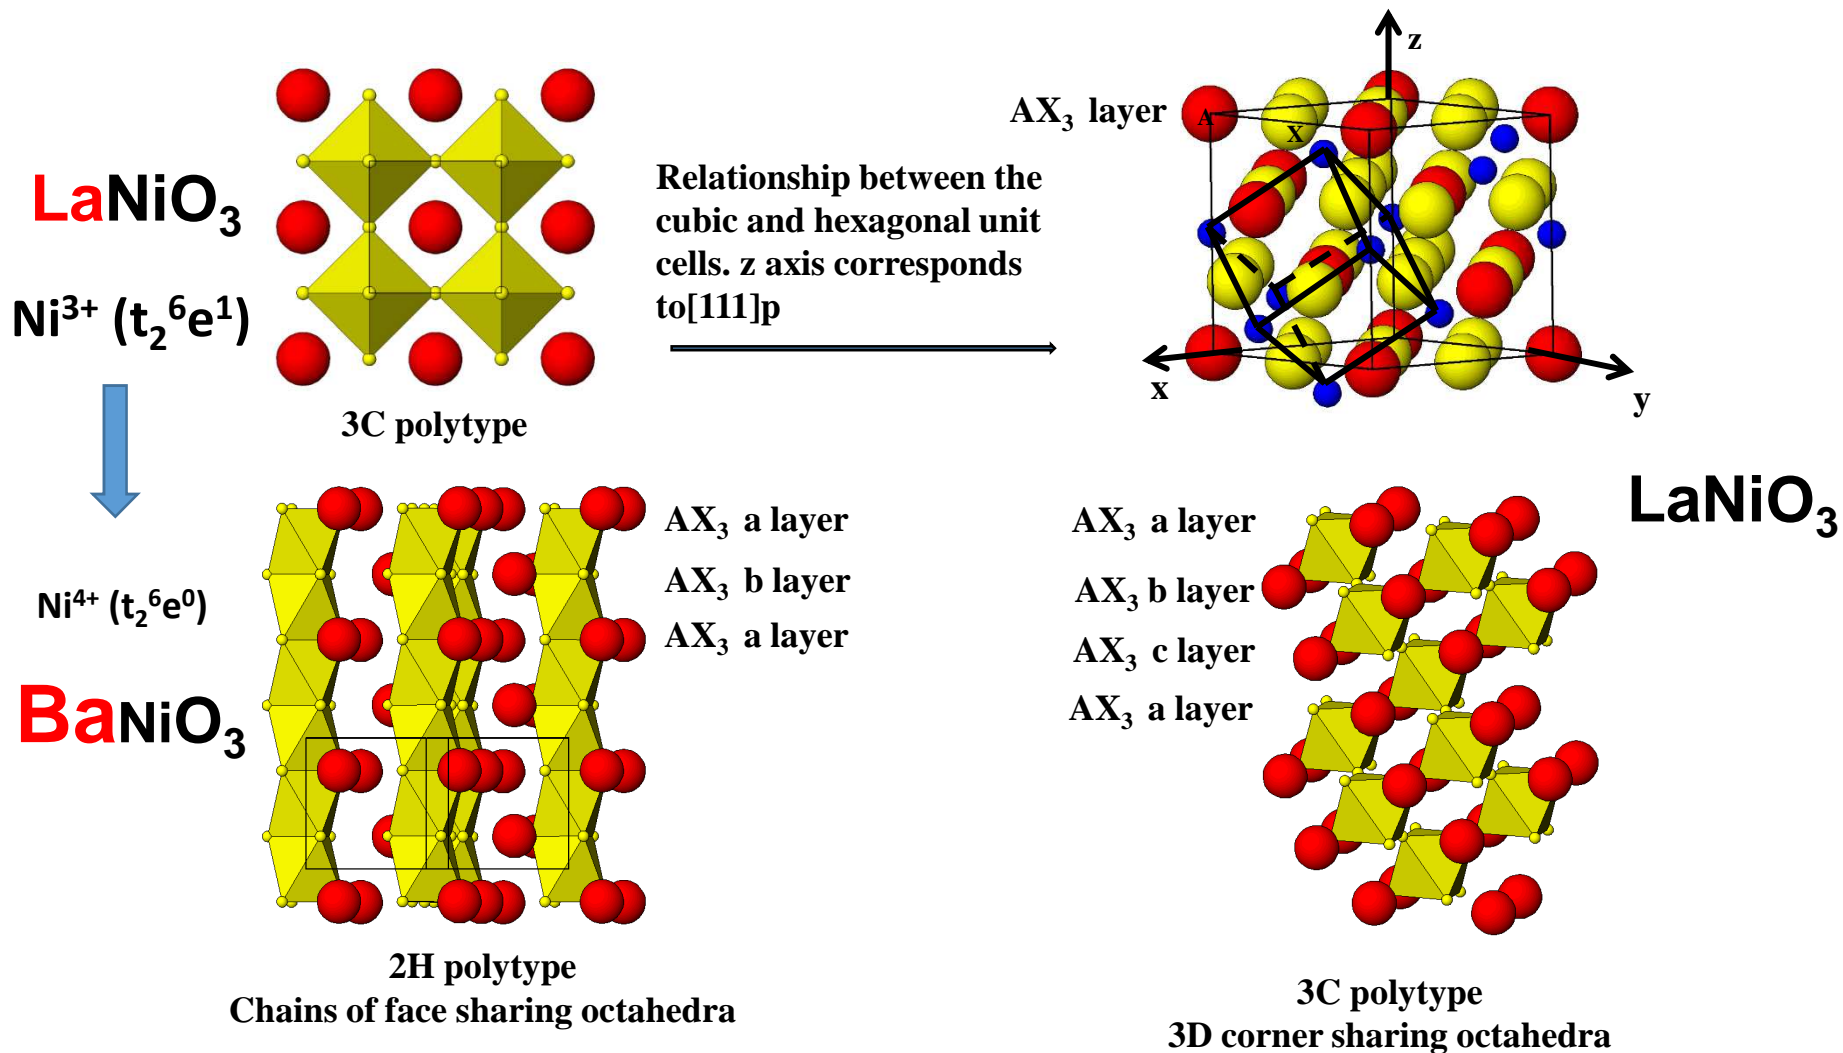 LaNiO₃
Ni³⁺ (t₂⁶e¹)
3C polytype
Relationship between the
cubic and hexagonal unit
cells. z axis corresponds
to[111]p
AX₃ layer
A
X
z
x
y
Ni⁴⁺ (t₂⁶e⁰)
BaNiO₃
AX₃ a layer
AX₃ b layer
AX₃ a layer
2H polytype
Chains of face sharing octahedra
AX₃ a layer
AX₃ b layer
AX₃ c layer
AX₃ a layer
LaNiO₃
3C polytype
3D corner sharing octahedra